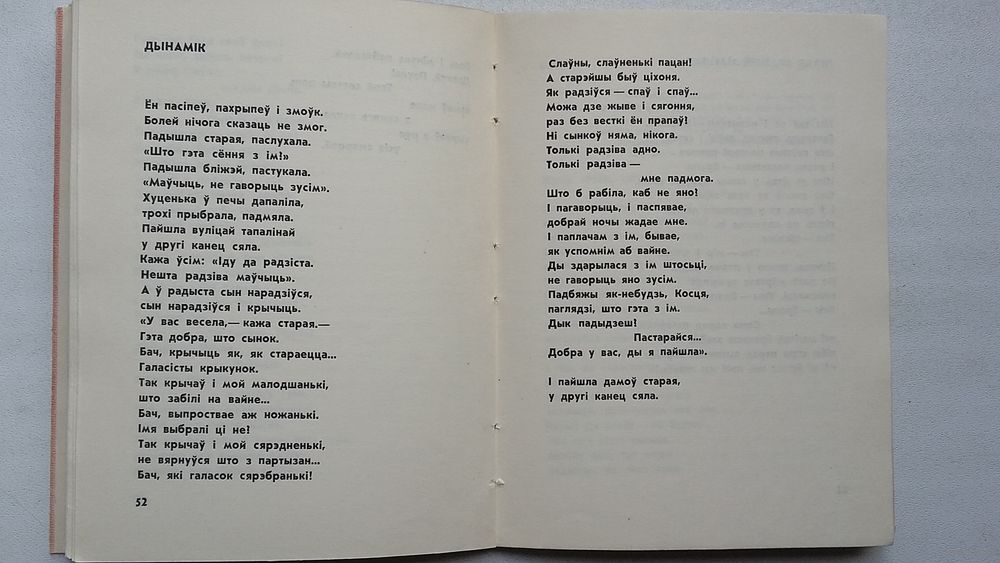 ДЫНАМІК
Ён пасіпеў, пахрыпеў і змоўк.
Болей нічога сказаць не змог.
Падышла старая, паслухала.
«Што гэта сёння з ім!»
Падышла бліжэй, пастукала.
«Маўчыць, не гаворыць зусім».
Хуценька ў печы дапаліла,
трохі прыбрала, падмяла.
Пайшла вуліцай тапалінай
у другі канец сяла.
Кажа ўсім: «Іду да радзіста.
Нешта радзіва маўчыць».
А ў радыста сын нарадзіўся,
сын нарадзіўся і крычыць.
«У вас весела,— кажа старая.—
Гэта добра, што сынок.
Бач, крычыць як, як стараецца...
Галасісты крыкунок.
Так крычаў і мой малодшанькі,
што забілі на вайне...
Бач, выпроствае аж ножанькі.
Імя выбралі ці не!
Так крычаў і мой сярэдненькі,
не вярнуўся што з партызан...
Бач, які галасок сярэбранькі!
52
Слаўны, слаўненькі пацан!
А старэйшы быў ціхоня.
Як радзіўся — спаў і спаў...
Можа дзе жыве і сягоння,
раз без весткі ён прапаў!
Ні сынкоў няма, нікога.
Толькі радзіва адно.
Толькі радзіва —
мне падмога.
Што б рабіла, каб не яно!
І пагаворыць, і паспявае,
добрай ночы жадае мне.
І паплачам з ім, бывае,
як успомнім аб вайне.
Ды здарылася з ім штосьці,
не гаворыць яно зусім.
Падбяжы як-небудзь, Косця,
паглядзі, што гэта з ім.
Дык падыдзеш!
Пастарайся...
Добра у вас, ды я пайшла».
І пайшла дамоў старая,
у другі канец сяла.